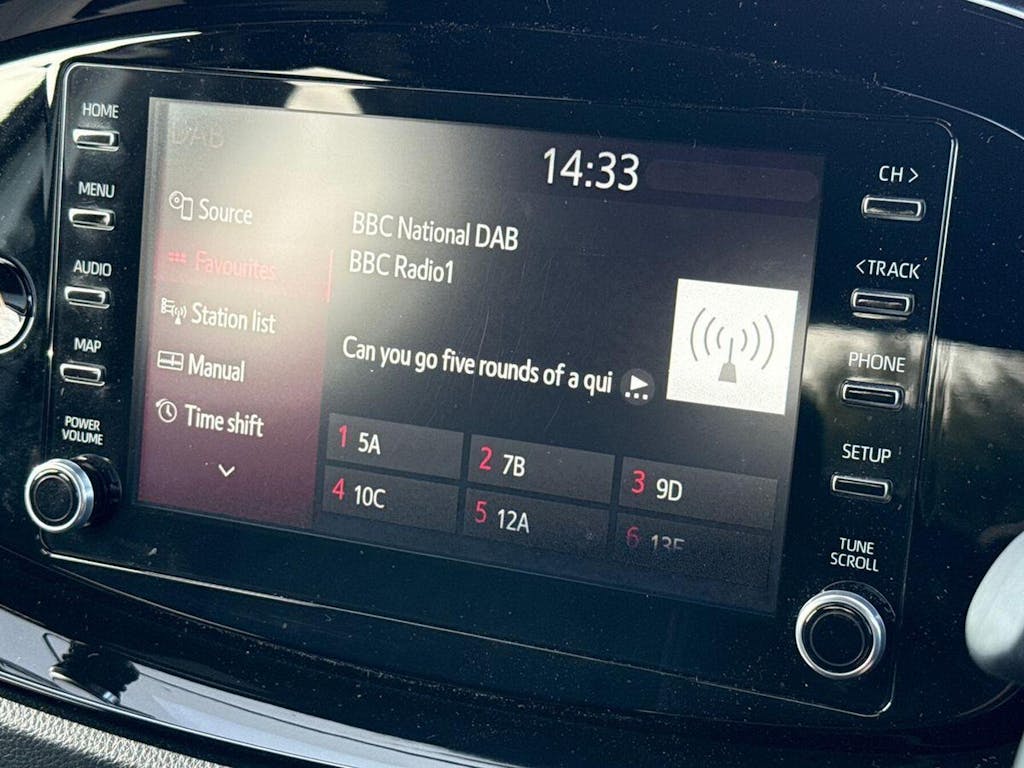 HOME
MENU
AUDIO
MAP
POWER
VOLUME
DAB
14:33
Source
Favourites
Station list
Manual
Time shift
BBC National DAB
BBC Radio1
Can you go five rounds of a qui
1 5A
2 7B
3 9D
4 10C
5 12A
6 13F
CH >
< TRACK
PHONE
SETUP
TUNE
SCROLL